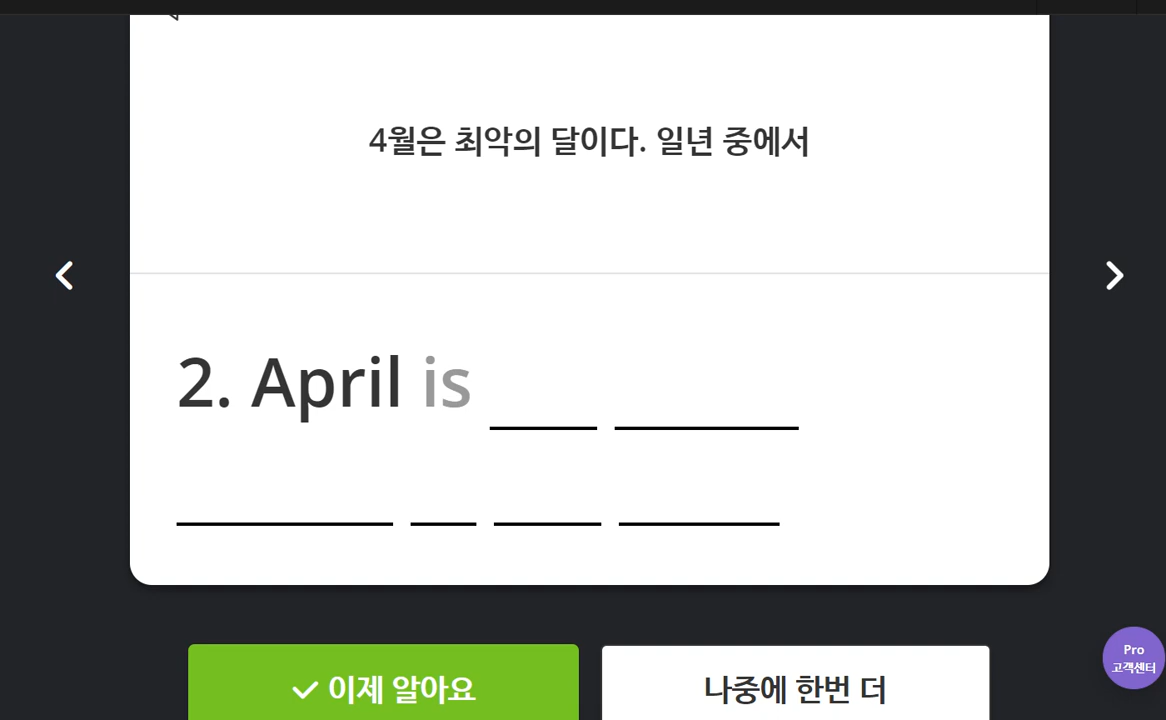 4월은 최악의 달이다. 일년 중에서
2. April is
Pro
고객센터
이제 알아요
나중에 한번 더